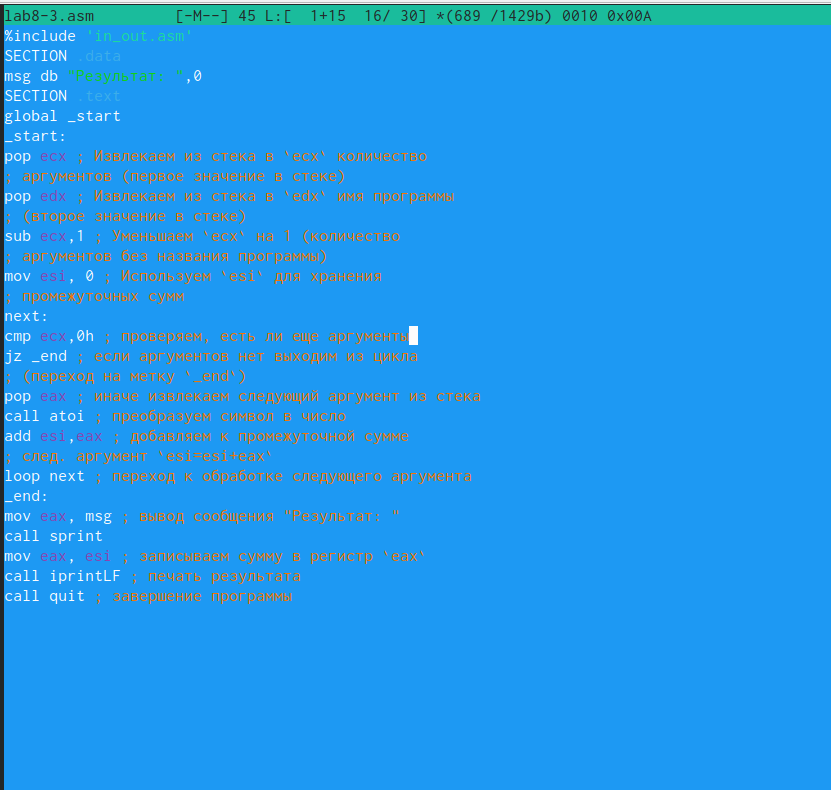 lab8-3.asm [-M--] 45 L:[ 1+15 16/ 30] *(689 /1429b) 0010 0x00A
%include 'in_out.asm'
SECTION .data
msg db "Результат: ",0
SECTION .text
global _start
_start:
pop ecx ; Извлекаем из стека в `ecx` количество
; аргументов (первое значение в стеке)
pop edx ; Извлекаем из стека в `edx` имя программы
; (второе значение в стеке)
sub ecx,1 ; Уменьшаем `ecx` на 1 (количество
; аргументов без названия программы)
mov esi, 0 ; Используем `esi` для хранения
; промежуточных сумм
next:
cmp ecx,0h ; проверяем, есть ли еще аргументы
jz _end ; если аргументов нет выходим из цикла
; (переход на метку `_end`)
pop eax ; иначе извлекаем следующий аргумент из стека
call atoi ; преобразуем символ в число
add esi,eax ; добавляем к промежуточной сумме
; след. аргумент `esi=esi+eax`
loop next ; переход к обработке следующего аргумента
_end:
mov eax, msg ; вывод сообщения "Результат: "
call sprint
mov eax, esi ; записываем сумму в регистр `eax`
call iprintLF ; печать результата
call quit ; завершение программы